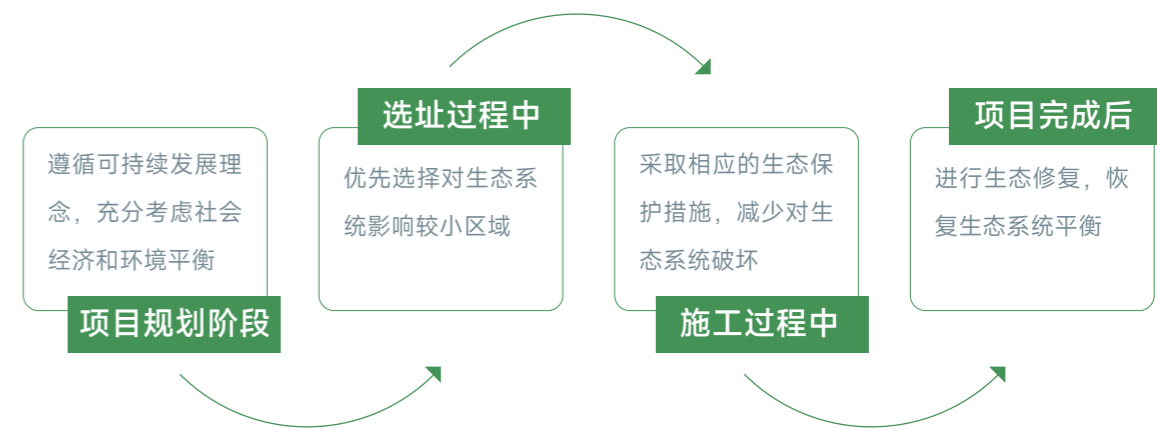 遵循可持续发展理
念，充分考虑社会
经济和环境平衡
项目规划阶段
选址过程中
优先选择对生态系
统影响较小区域
采取相应的生态保
护措施，减少对生
态系统破坏
施工过程中
项目完成后
进行生态修复，恢
复生态系统平衡